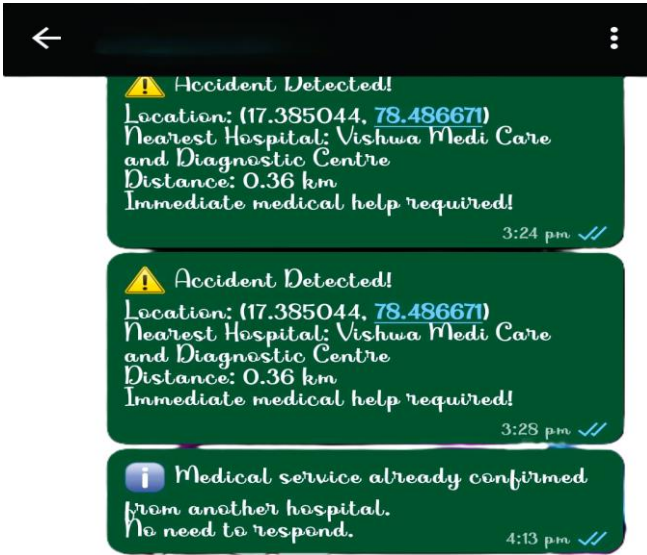 ⚠️ Accident Detected!
Location: (17.385044, 78.486671)
Nearest Hospital: Vishwa Medi Care
and Diagnostic Centre
Distance: 0.36 km
Immediate medical help required!
3:24 pm
⚠️ Accident Detected!
Location: (17.385044, 78.486671)
Nearest Hospital: Vishwa Medi Care
and Diagnostic Centre
Distance: 0.36 km
Immediate medical help required!
3:28 pm
ℹ️ Medical service already confirmed
from another hospital.
No need to respond.
4:13 pm